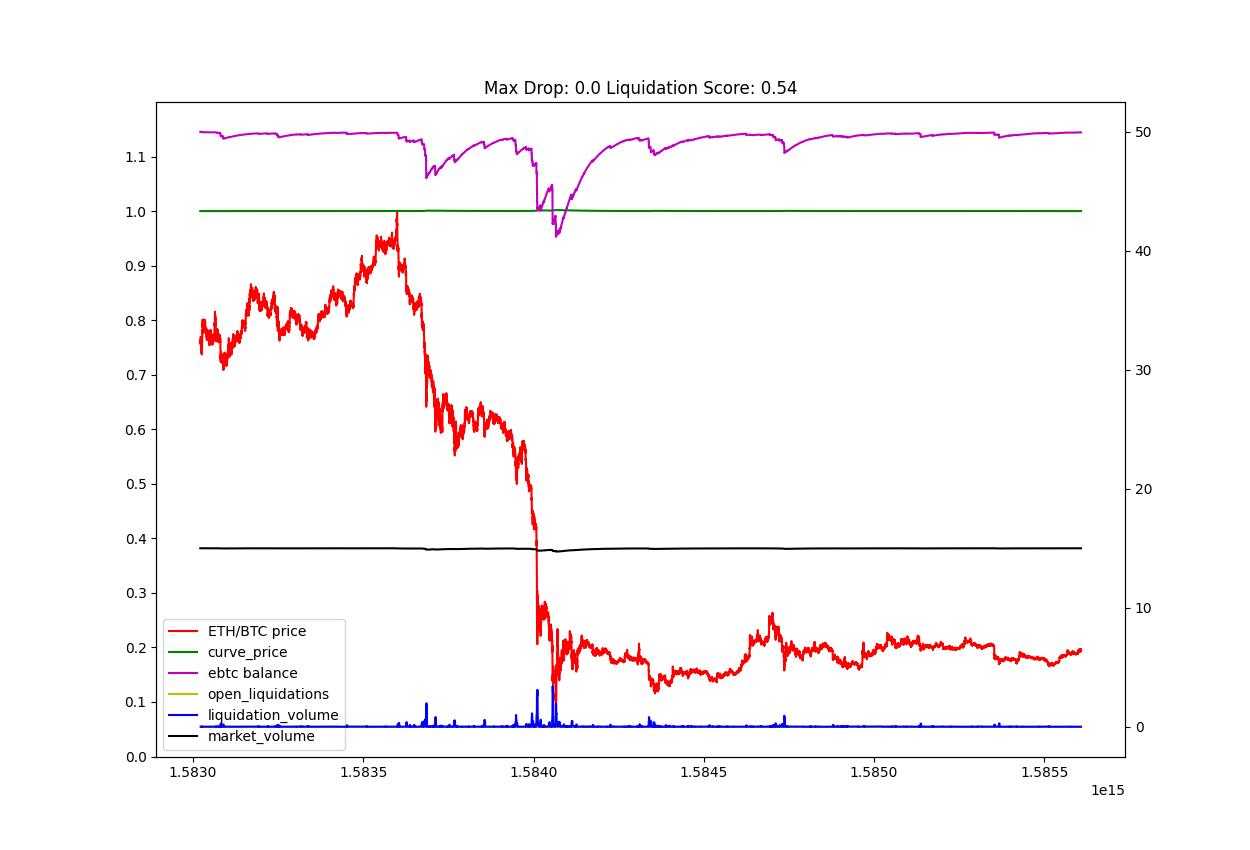 Max Drop: 0.0 Liquidation Score: 0.54
1.1
1.0
0.9
0.8
0.7
0.6
0.5
0.4
0.3
0.2
0.1
0.0
50
40
30
20
10
0
ETH/BTC price
curve_price
ebtc balance
open_liquidations
liquidation_volume
market_volume
1.5830 1.5835 1.5840 1.5845 1.5850 1.5855
1e15